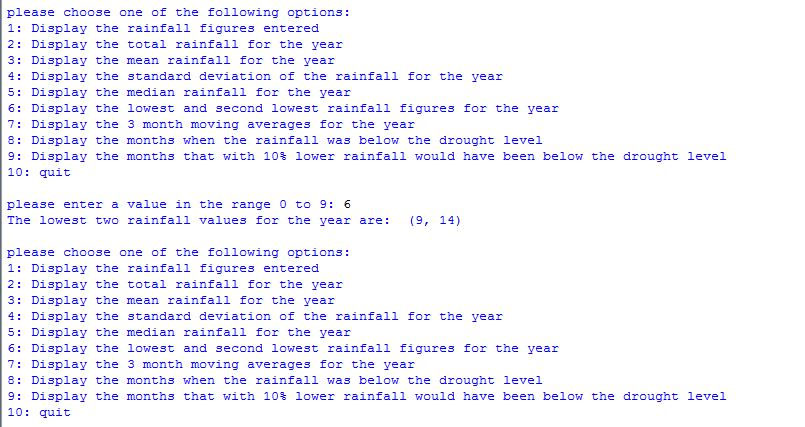 please choose one of the following options:
1: Display the rainfall figures entered
2: Display the total rainfall for the year
3: Display the mean rainfall for the year
4: Display the standard deviation of the rainfall for the year
5: Display the median rainfall for the year
6: Display the lowest and second lowest rainfall figures for the year
7: Display the 3 month moving averages for the year
8: Display the months when the rainfall was below the drought level
9: Display the months that with 10% lower rainfall would have been below the drought level
10: quit
please enter a value in the range 0 to 9: 6
The lowest two rainfall values for the year are:  (9, 14)
please choose one of the following options:
1: Display the rainfall figures entered
2: Display the total rainfall for the year
3: Display the mean rainfall for the year
4: Display the standard deviation of the rainfall for the year
5: Display the median rainfall for the year
6: Display the lowest and second lowest rainfall figures for the year
7: Display the 3 month moving averages for the year
8: Display the months when the rainfall was below the drought level
9: Display the months that with 10% lower rainfall would have been below the drought level
10: quit